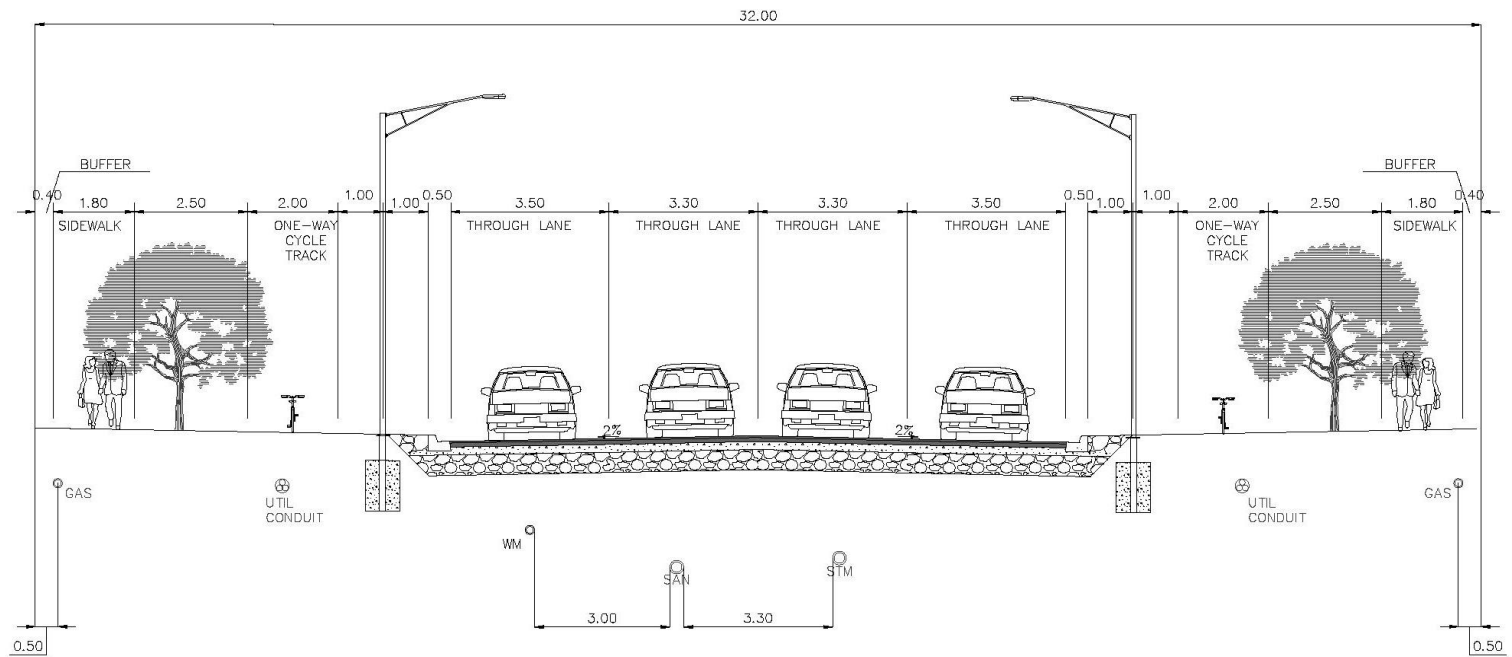 32.00
BUFFER
BUFFER
0.40
1.80
2.50
2.00
1.00
1.00
0.50
3.50
3.30
3.30
3.50
0.50
1.00
1.00
2.00
2.50
1.80
0.40
SIDEWALK
ONE-WAY
CYCLE
TRACK
THROUGH LANE
THROUGH LANE
THROUGH LANE
THROUGH LANE
ONE-WAY
CYCLE
TRACK
SIDEWALK
2%
2%
GAS
UTIL
CONDUIT
UTIL
CONDUIT
GAS
WM
SAN
STM
3.00
3.30
0.50
0.50